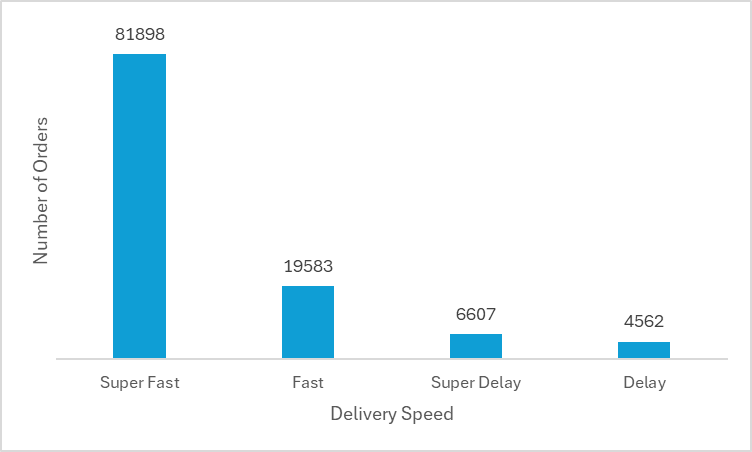 81898
19583
6607
4562
Number of Orders
Super Fast
Fast
Super Delay
Delay
Delivery Speed